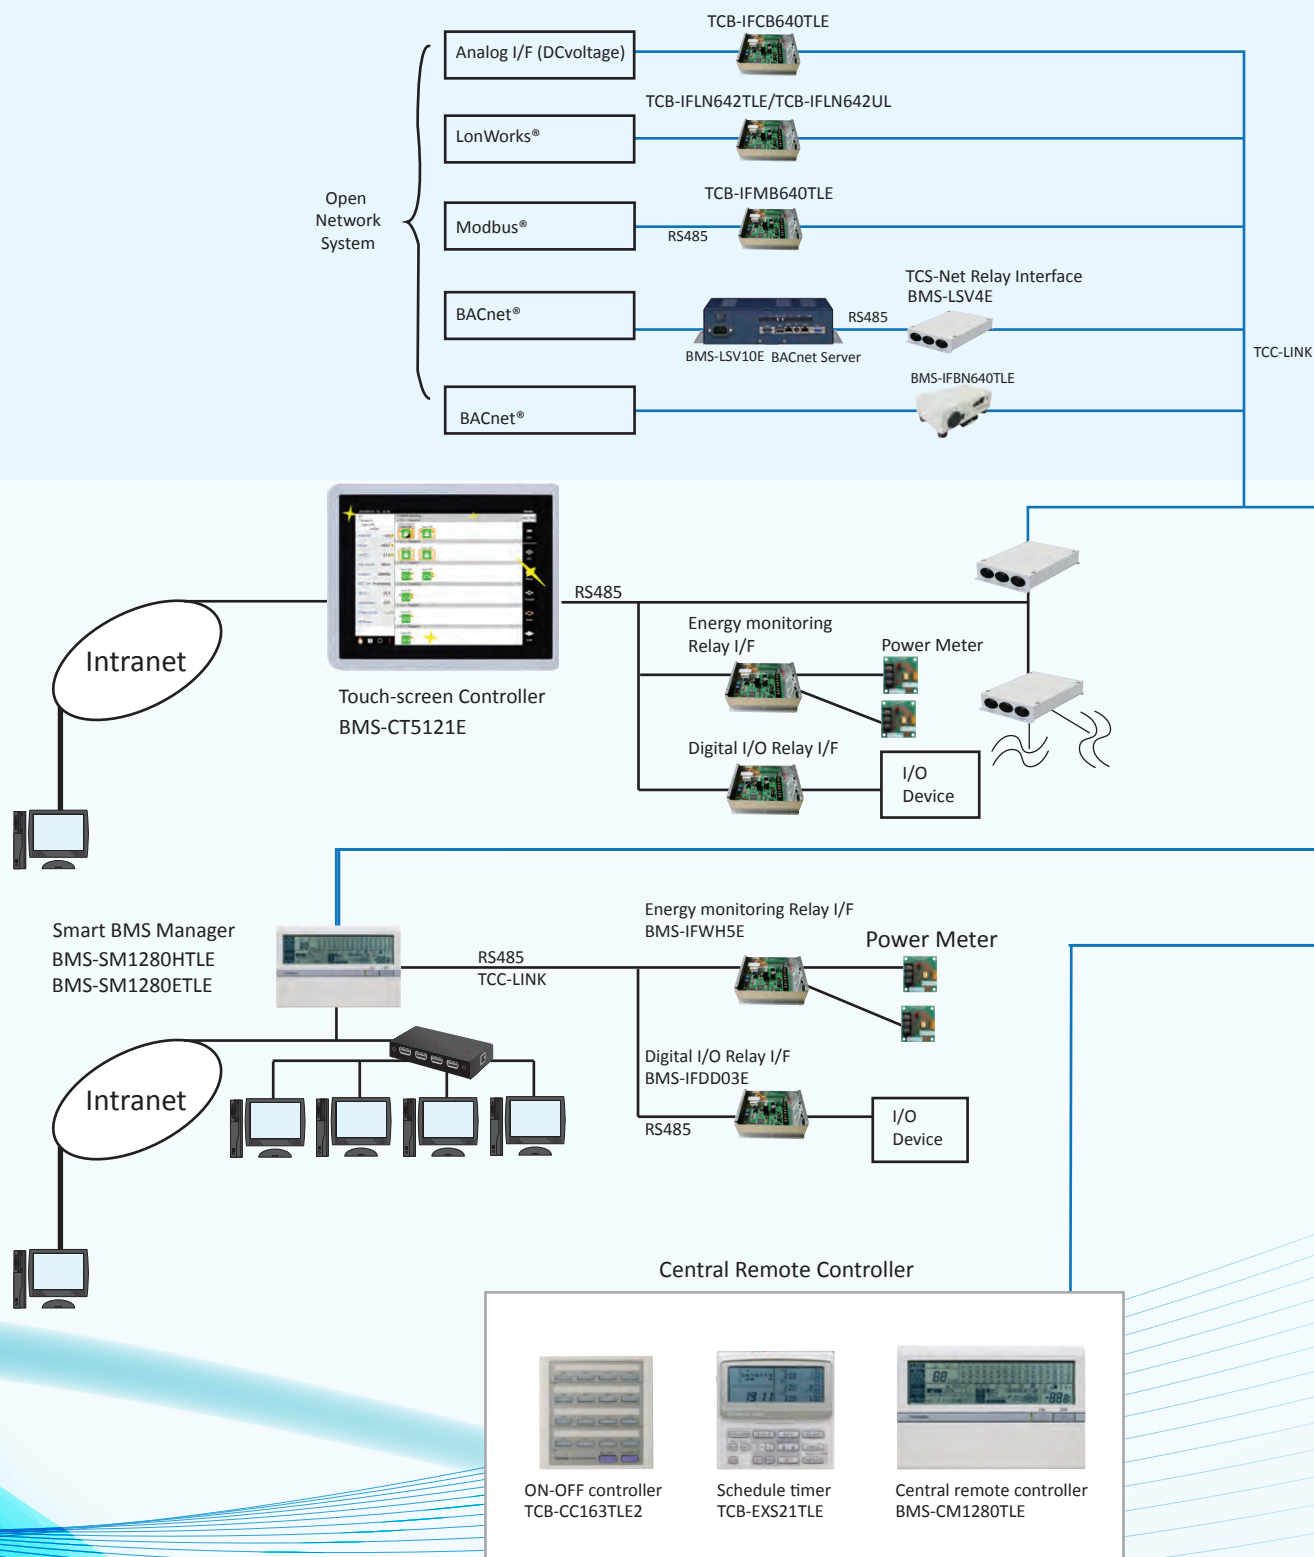 TCB-IFCB640TLE
Analog I/F (DCvoltage)
TCB-IFLN642TLE/TCB-IFLN642UL
LonWorks®
Open
Network
System
TCB-IFMB640TLE
Modbus®
RS485
TCS-Net Relay Interface
BMS-LSV4E
BACnet®
RS485
BMS-LSV10E BACnet Server
TCC-LINK
BMS-IFBN640TLE
BACnet®
RS485
Intranet
Touch-screen Controller
BMS-CT5121E
Energy monitoring
Relay I/F
Power Meter
Digital I/O Relay I/F
I/O
Device
Smart BMS Manager
BMS-SM1280HTLE
BMS-SM1280ETLE
RS485
TCC-LINK
Energy monitoring Relay I/F
BMS-IFWH5E
Power Meter
Intranet
Digital I/O Relay I/F
BMS-IFDD03E
RS485
I/O
Device
Central Remote Controller
ON-OFF controller
TCB-CC163TLE2
Schedule timer
TCB-EXS21TLE
Central remote controller
BMS-CM1280TLE